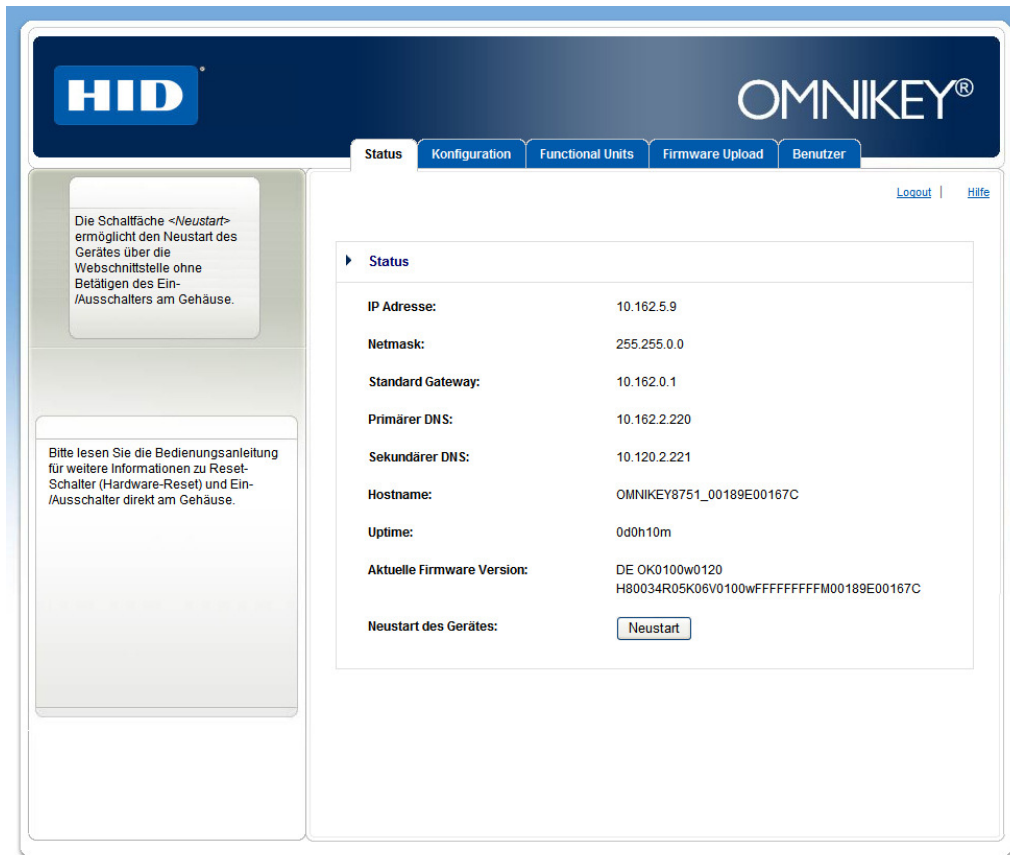 HID
OMNIKEY®
Status
Konfiguration
Functional Units
Firmware Upload
Benutzer
Logout |
Hilfe
Die Schaltfäche <Neustart>
ermöglicht den Neustart des
Gerätes über die
Webschnittstelle ohne
Betätigen des Ein-
/Ausschalters am Gehäuse.
Bitte lesen Sie die Bedienungsanleitung
für weitere Informationen zu Reset-
Schalter (Hardware-Reset) und Ein-
/Ausschalter direkt am Gehäuse.
Status
IP Adresse: 10.162.5.9
Netmask: 255.255.0.0
Standard Gateway: 10.162.0.1
Primärer DNS: 10.162.2.220
Sekundärer DNS: 10.120.2.221
Hostname: OMNIKEY8751_00189E00167C
Uptime: 0d0h10m
Aktuelle Firmware Version: DE OK0100w0120
H80034R05K06V0100wFFFFFFFFFM00189E00167C
Neustart des Gerätes: Neustart